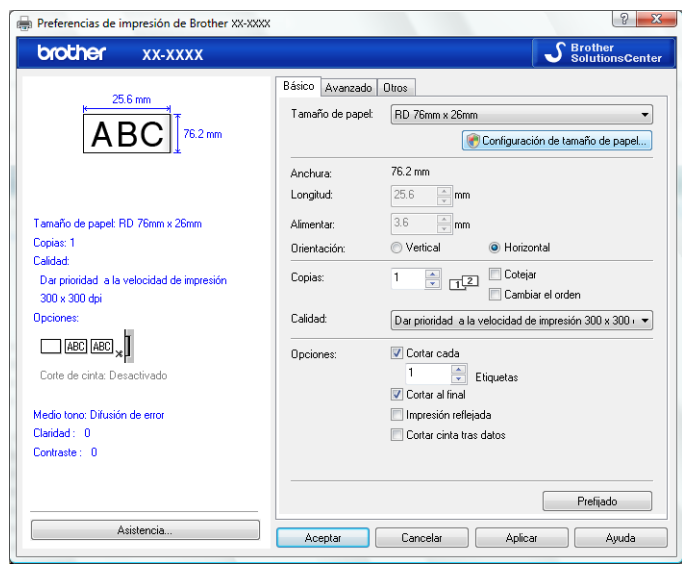 Preferencias de impresión de Brother XX-XXXX
brother XX-XXXX
Brother
SolutionsCenter
25.6 mm
ABC
76.2 mm
Tamaño de papel: RD 76mm x 26mm
Copias: 1
Calidad:
Dar prioridad a la velocidad de impresión
300 x 300 dpi
Opciones:
ABC ABC
Corte de cinta: Desactivado
Medio tono: Difusión de error
Claridad : 0
Contraste : 0
Asistencia...
Básico Avanzado Otros
Tamaño de papel: RD 76mm x 26mm
Configuración de tamaño de papel...
Anchura: 76.2 mm
Longitud: 25.6 mm
Alimentar: 3.6 mm
Orientación: Vertical Horizontal
Copias: 1 1 2 Cotejar
Cambiar el orden
Calidad: Dar prioridad a la velocidad de impresión 300 x 300
Opciones: Cortar cada
1 Etiquetas
Cortar al final
Impresión reflejada
Cortar cinta tras datos
Prefijado
Aceptar Cancelar Aplicar Ayuda